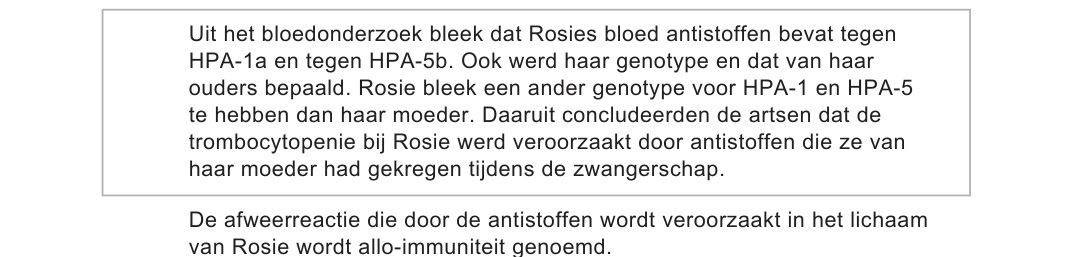 Uit het bloedonderzoek bleek dat Rosies bloed antistoffen bevat tegen
HPA-1a en tegen HPA-5b. Ook werd haar genotype en dat van haar
ouders bepaald. Rosie bleek een ander genotype voor HPA-1 en HPA-5
te hebben dan haar moeder. Daaruit concludeerden de artsen dat de
trombocytopenie bij Rosie werd veroorzaakt door antistoffen die ze van
haar moeder had gekregen tijdens de zwangerschap.
De afweerreactie die door de antistoffen wordt veroorzaakt in het lichaam
van Rosie wordt allo-immuniteit genoemd.